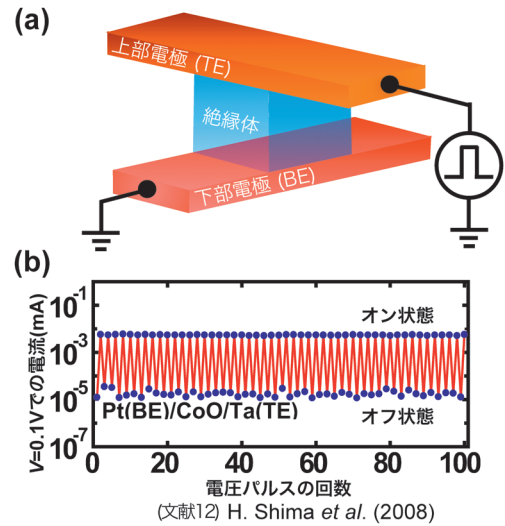 (a)
上部電極 (TE)
絶縁体
下部電極 (BE)
(b)
V=0.1Vでの電流(mA)
10-1
10-3
10-5
10-7
オン状態
Pt(BE)/CoO/Ta(TE)
オフ状態
0 20 40 60 80 100
電圧パルスの回数
(文献12) H. Shima et al. (2008)